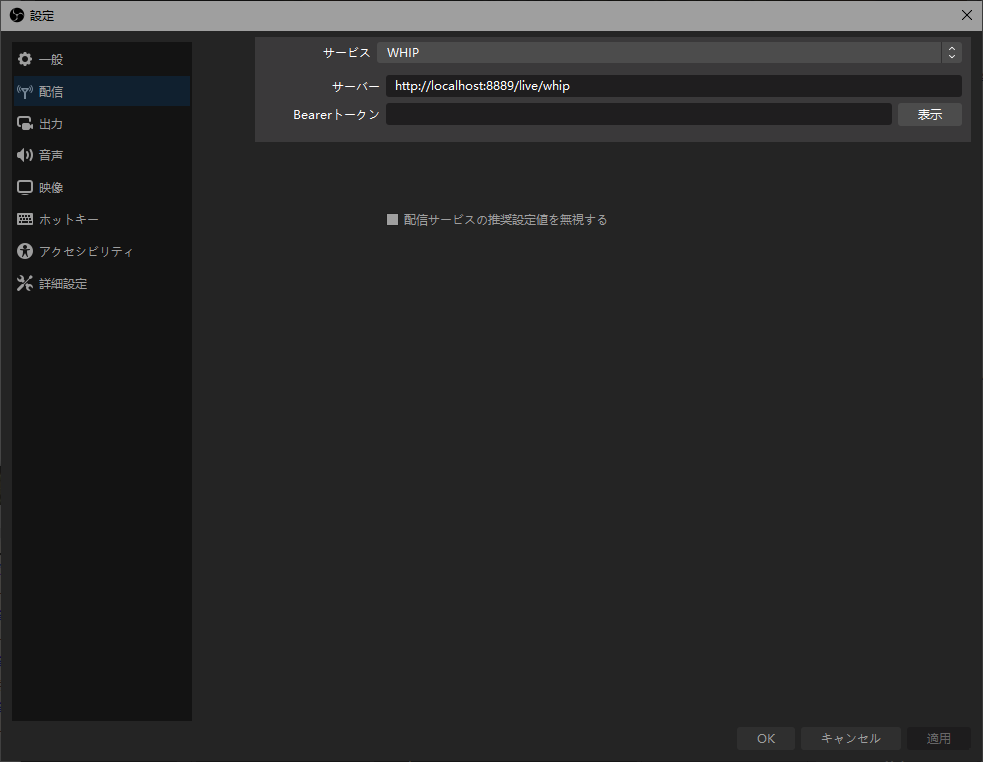 設定
一般
配信
出力
音声
映像
ホットキー
アクセシビリティ
詳細設定
サービス WHIP
サーバー http://localhost:8889/live/whip
Bearerトークン 表示
配信サービスの推奨設定値を無視する
OK キャンセル 適用